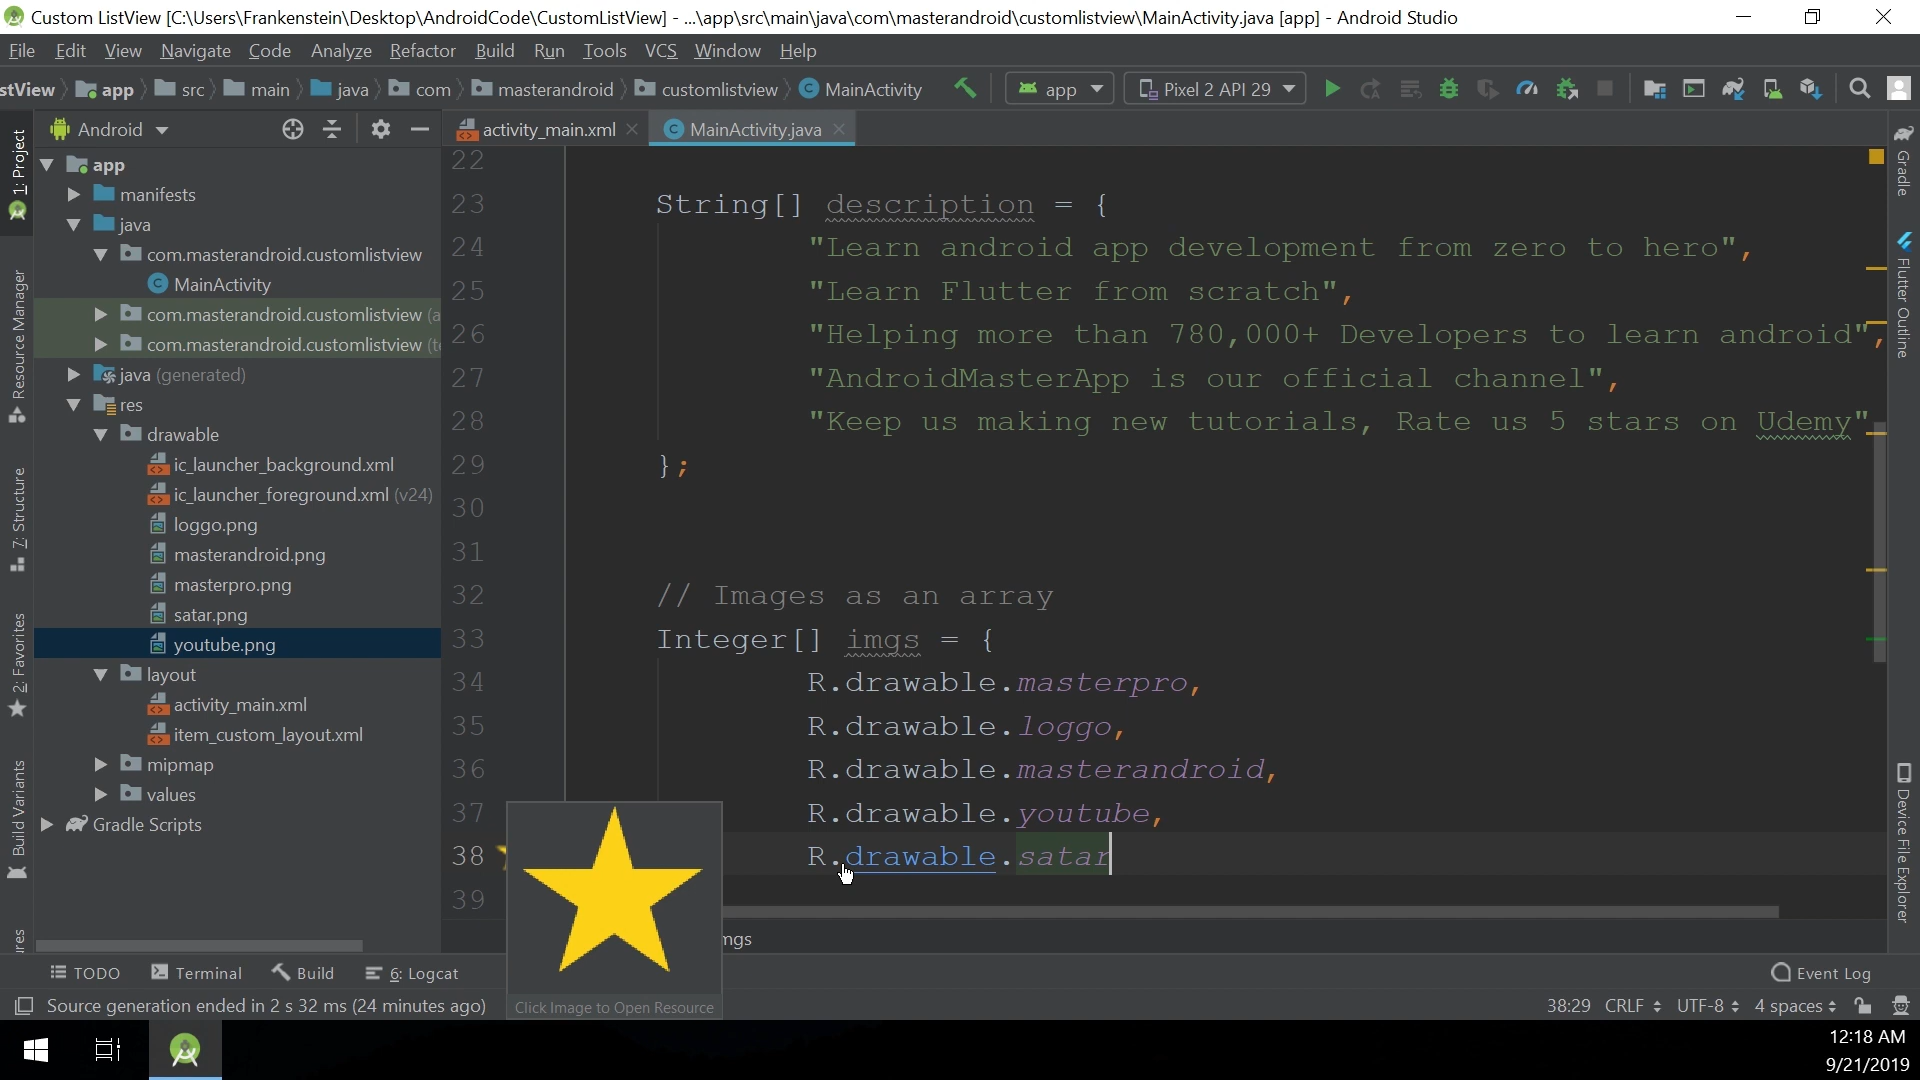 Custom ListView [C:\Users\Frankenstein\Desktop\AndroidCode\CustomListView] - ...\app\src\main\java\com\masterandroid\customlistview\MainActivity.java [app] - Android Studio
File Edit View Navigate Code Analyze Refactor Build Run Tools VCS Window Help
stView app src main java com masterandroid customlistview MainActivity app Pixel 2 API 29
1: Project
Resource Manager
7: Structure
2: Favorites
Build Variants
res
Android
app
manifests
java
com.masterandroid.customlistview
MainActivity
com.masterandroid.customlistview (a
com.masterandroid.customlistview (te
java (generated)
res
drawable
ic_launcher_background.xml
ic_launcher_foreground.xml (v24)
loggo.png
masterandroid.png
masterpro.png
satar.png
youtube.png
layout
activity_main.xml
item_custom_layout.xml
mipmap
values
Gradle Scripts
activity_main.xml MainActivity.java
22
23 String[] description = {
24 "Learn android app development from zero to hero",
25 "Learn Flutter from scratch",
26 "Helping more than 780,000+ Developers to learn android",
27 "AndroidMasterApp is our official channel",
28 "Keep us making new tutorials, Rate us 5 stars on Udemy"
29 };
30
31
32 // Images as an array
33 Integer[] imgs = {
34 R.drawable.masterpro,
35 R.drawable.loggo,
36 R.drawable.masterandroid,
37 R.drawable.youtube,
38 R.drawable.satar
39
mgs
Click Image to Open Resource
Gradle
Flutter Outline
Device File Explorer
TODO Terminal Build 6: Logcat Event Log
Source generation ended in 2 s 32 ms (24 minutes ago) 38:29 CRLF UTF-8 4 spaces
12:18 AM
9/21/2019